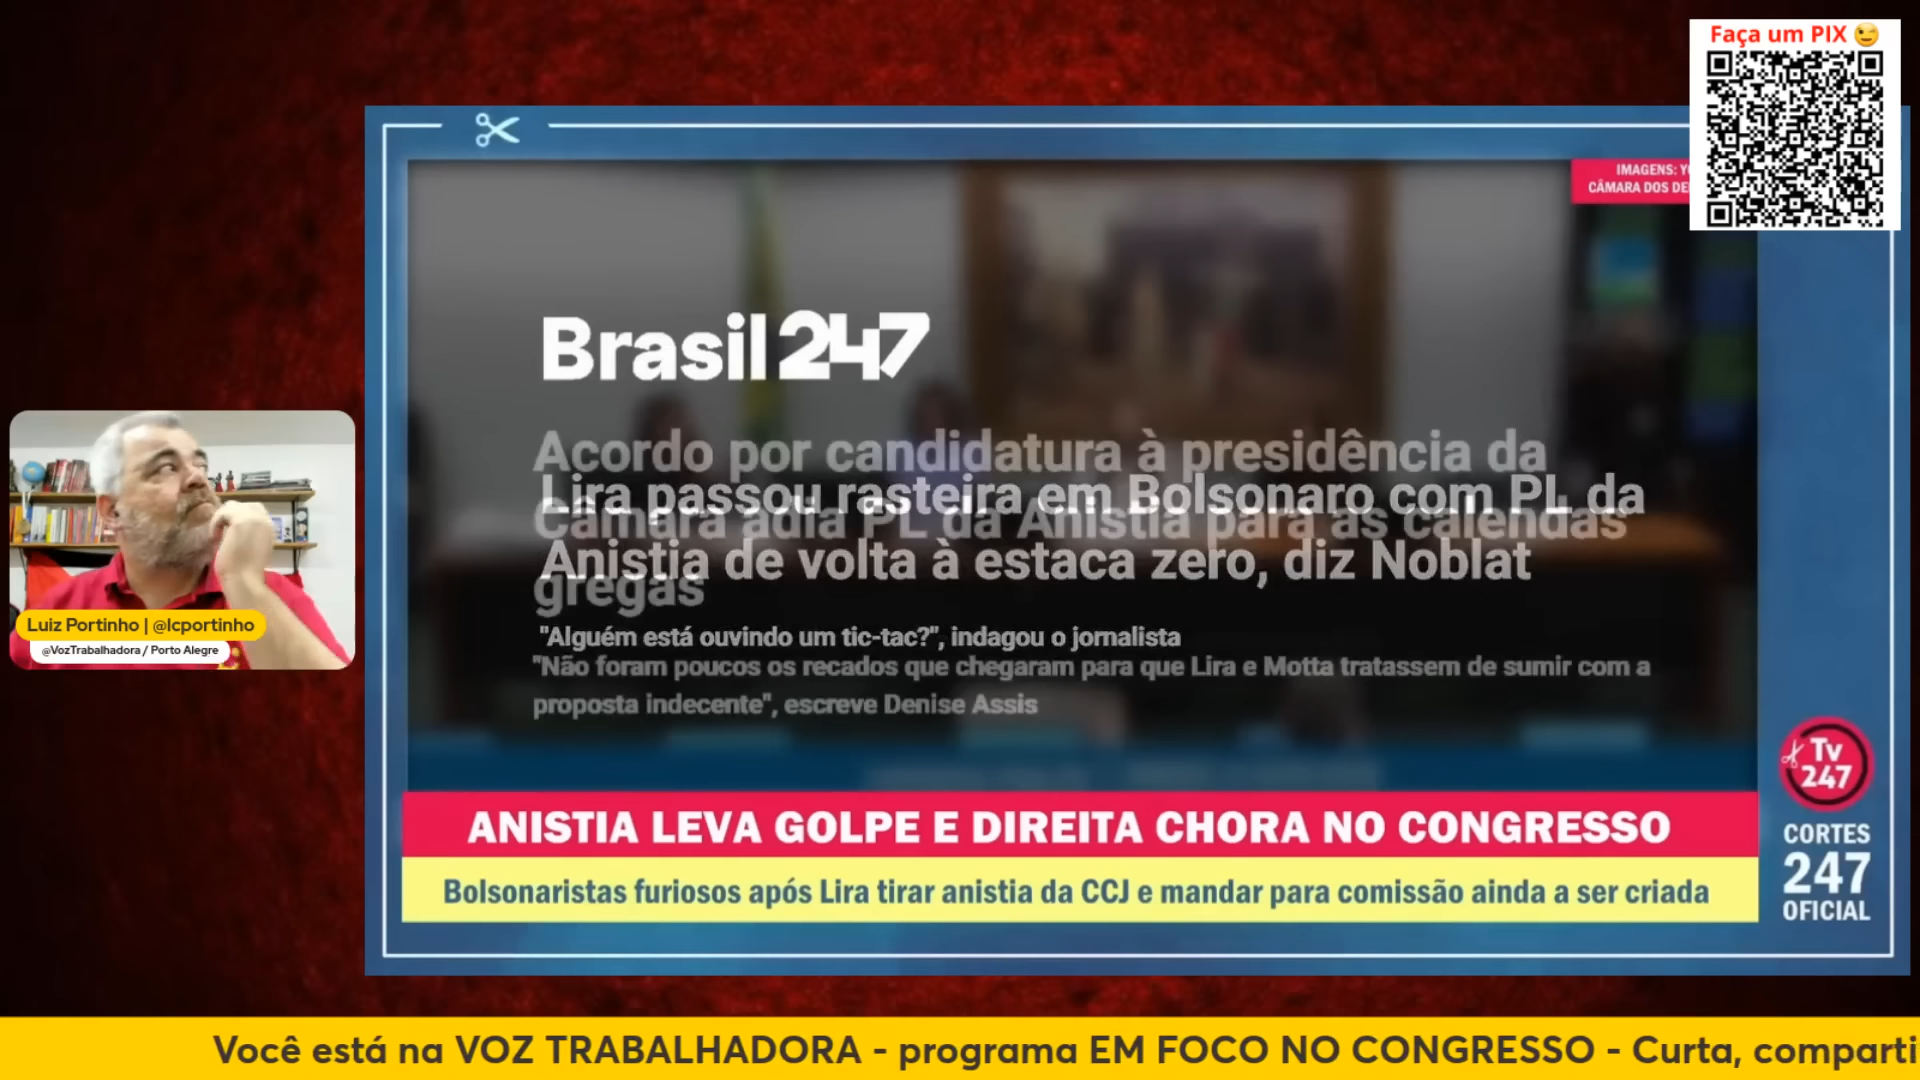 Faça um PIX
IMAGENS:
CÂMARA DOS
Brasil 247
Acordo por candidatura à presidência da
Câmara adia PL da Anistia para as calendas
gregas
Lira passou rasteira em Bolsonaro com PL da
Anistia de volta à estaca zero, diz Noblat
"Alguém está ouvindo um tic-tac?", indagou o jornalista
"Não foram poucos os recados que chegaram para que Lira e Motta tratassem de sumir com a
proposta indecente", escreve Denise Assis
Luiz Portinho | @lcportinho
@VozTrabalhadora / Porto Alegre
Tv
247
ANISTIA LEVA GOLPE E DIREITA CHORA NO CONGRESSO
Bolsonaristas furiosos após Lira tirar anistia da CCJ e mandar para comissão ainda a ser criada
CORTES
247
OFICIAL
Você está na VOZ TRABALHADORA - programa EM FOCO NO CONGRESSO - Curta, comparti